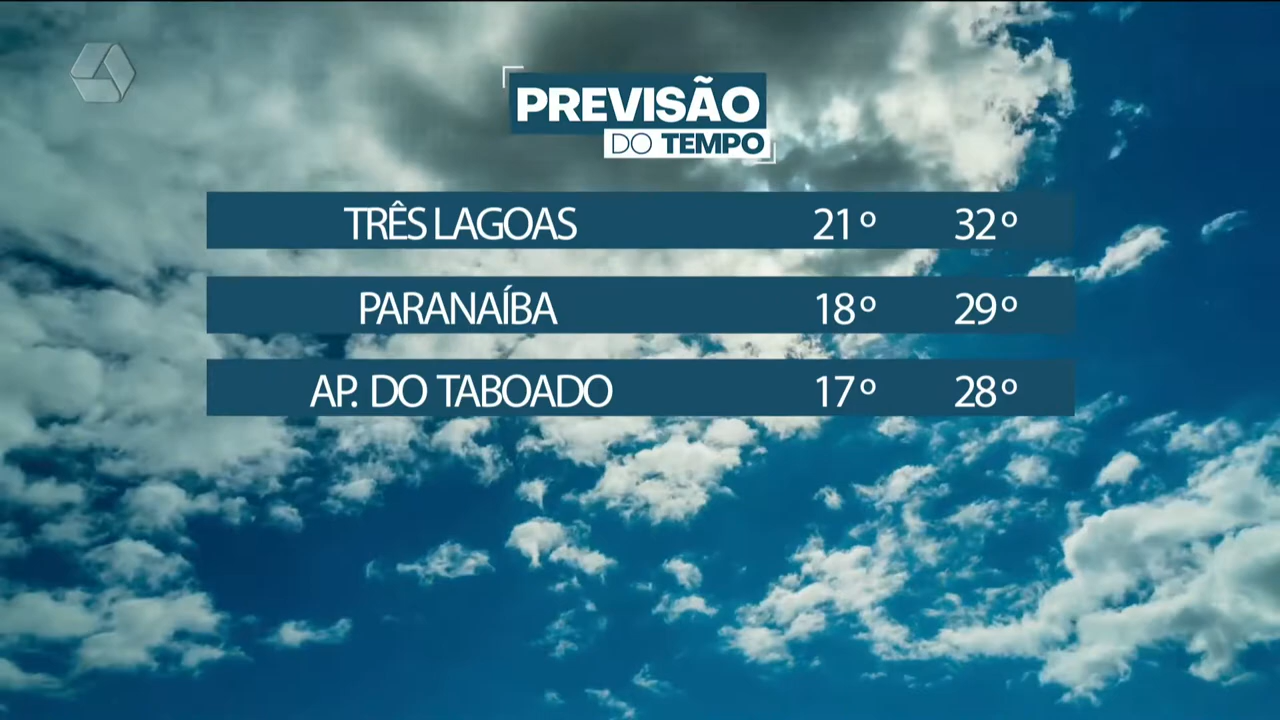 PREVISÃO
DO TEMPO
TRÊS LAGOAS 21º 32º
PARANAÍBA 18º 29º
AP. DO TABOADO 17º 28º